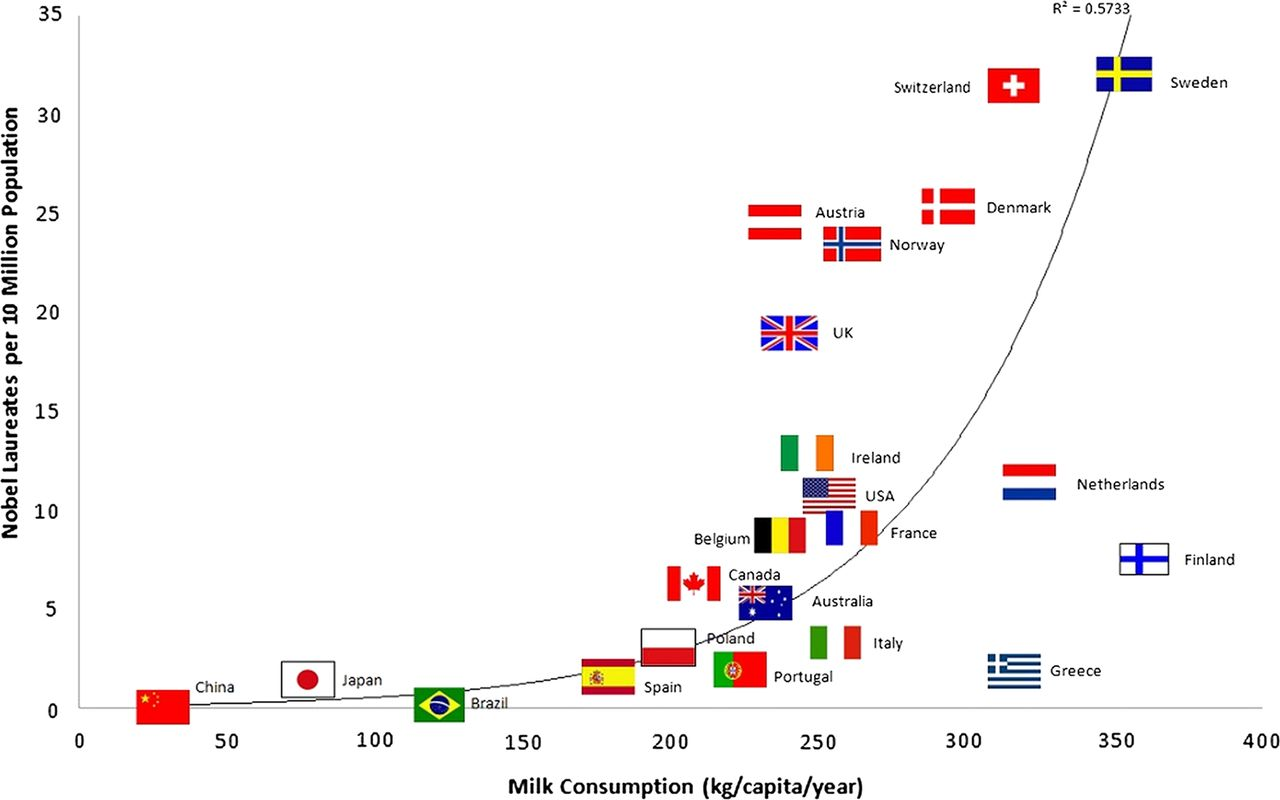 R² = 0.5733
35
30
25
20
15
10
5
0
Nobel Laureates per 10 Million Population
Switzerland
Sweden
Denmark
Austria
Norway
UK
Ireland
Netherlands
USA
France
Belgium
Finland
Canada
Australia
Poland
Italy
Greece
Portugal
Spain
Japan
China
Brazil
0
50
100
150
200
250
300
350
400
Milk Consumption (kg/capita/year)